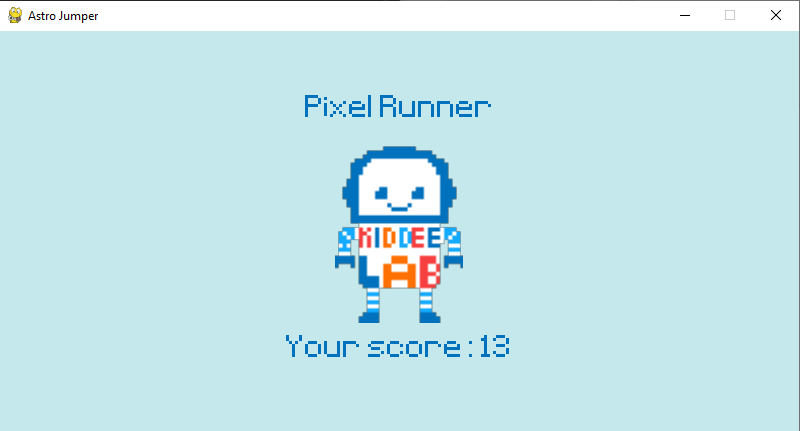 Astro Jumper
Pixel Runner
KIDDEE
LAB
Your score : 13